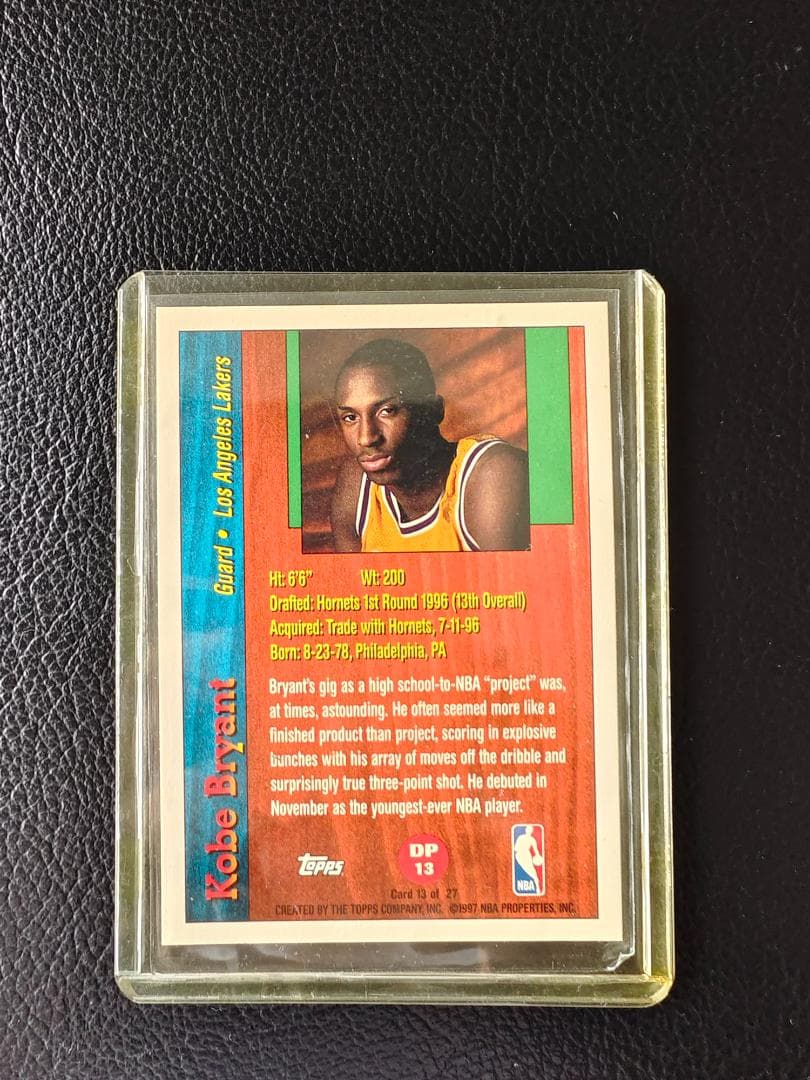 Kobe Bryant
Guard • Los Angeles Lakers
Ht: 6'6" Wt: 200
Drafted: Hornets 1st Round 1996 (13th Overall)
Acquired: Trade with Hornets, 7-11-96
Born: 8-23-78, Philadelphia, PA
Bryant's gig as a high school-to-NBA "project" was,
at times, astounding. He often seemed more like a
finished product than project, scoring in explosive
bunches with his array of moves off the dribble and
surprisingly true three-point shot. He debuted in
November as the youngest-ever NBA player.
Topps
DP
13
NBA
Card 13 of 27
CREATED BY THE TOPPS COMPANY, INC. ©1997 NBA PROPERTIES, INC.